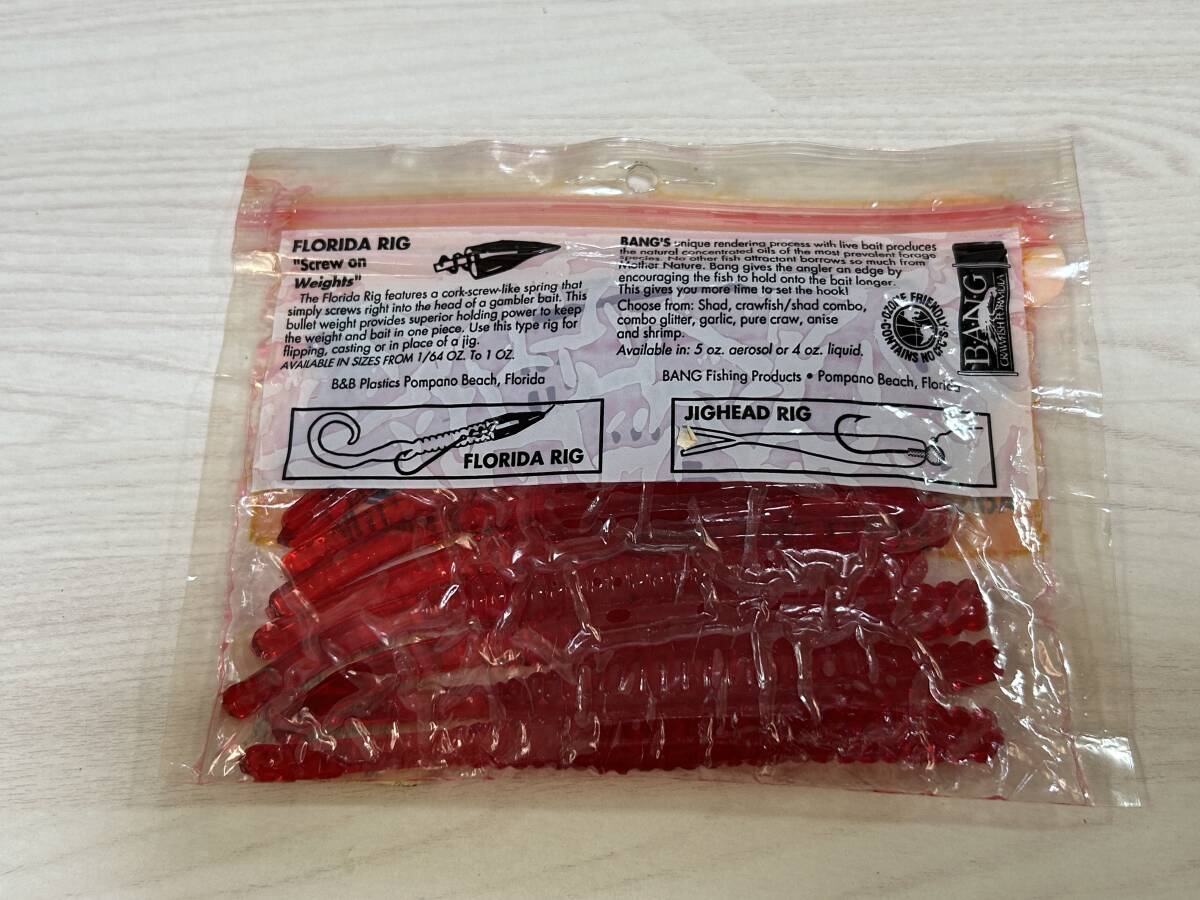 FLORIDA RIG
"Screw on
Weights"
The Florida Rig features a cork-screw-like spring that
simply screws right into the head of a gambler bait. This
bullet weight provides superior holding power to keep
the weight and bait in one piece. Use this type rig for
flipping, casting or in place of a jig.
AVAILABLE IN SIZES FROM 1/64 OZ. To 1 OZ.
B&B Plastics Pompano Beach, Florida
FLORIDA RIG
BANG'S unique rendering process with live bait produces
the natural concentrated oils of the most prevalent forage
species. No other fish attractant borrows so much from
Mother Nature. Bang gives the angler an edge by
encouraging the fish to hold onto the bait longer.
This gives you more time to set the hook!
Choose from: Shad, crawfish/shad combo,
combo glitter, garlic, pure craw, anise
and shrimp.
Available in: 5 oz. aerosol or 4 oz. liquid.
BANG Fishing Products • Pompano Beach, Florida
OZONE FRIENDLY
CONTAINS NO CFC'S
BANG
CRAWFISH FORMULA
JIGHEAD RIG